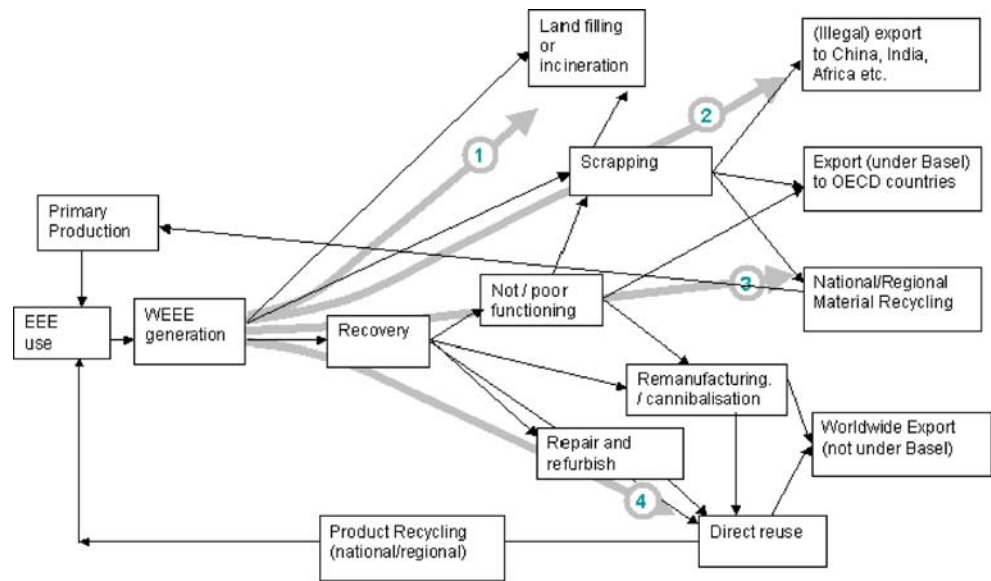 Land filling
or
incineration
(Illegal) export
to China, India,
Africa etc.
1
2
Scrapping
Export (under Basel)
to OECD countries
Primary
Production
3
National/Regional
Material Recycling
Not / poor
functioning
EEE
use
WEEE
generation
Recovery
Remanufacturing.
/ cannibalisation
Repair and
refurbish
Worldwide Export
(not under Basel)
4
Direct reuse
Product Recycling
(national/regional)